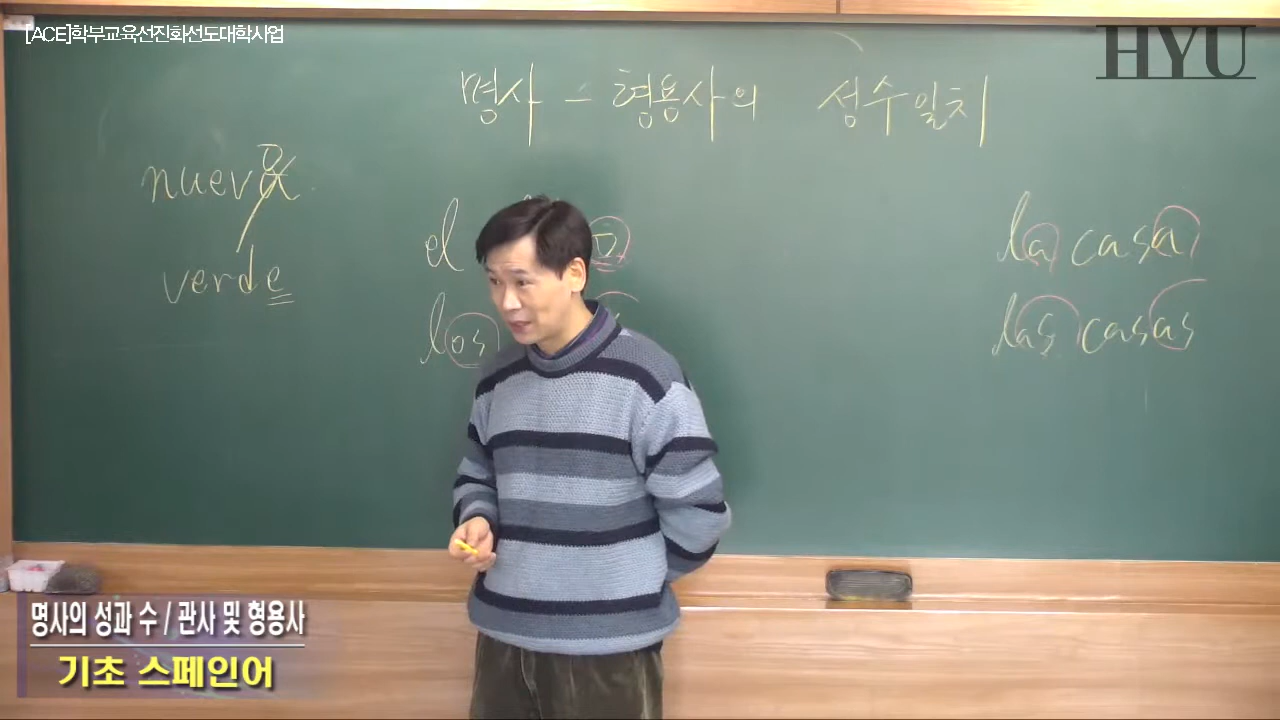 [ACE]학부교육선진화선도대학사업
HYU
명사 - 형용사의 성수일치
nuevo/a
verde
el
los
la casa
las casas
명사의 성과 수 / 관사 및 형용사
기초 스페인어